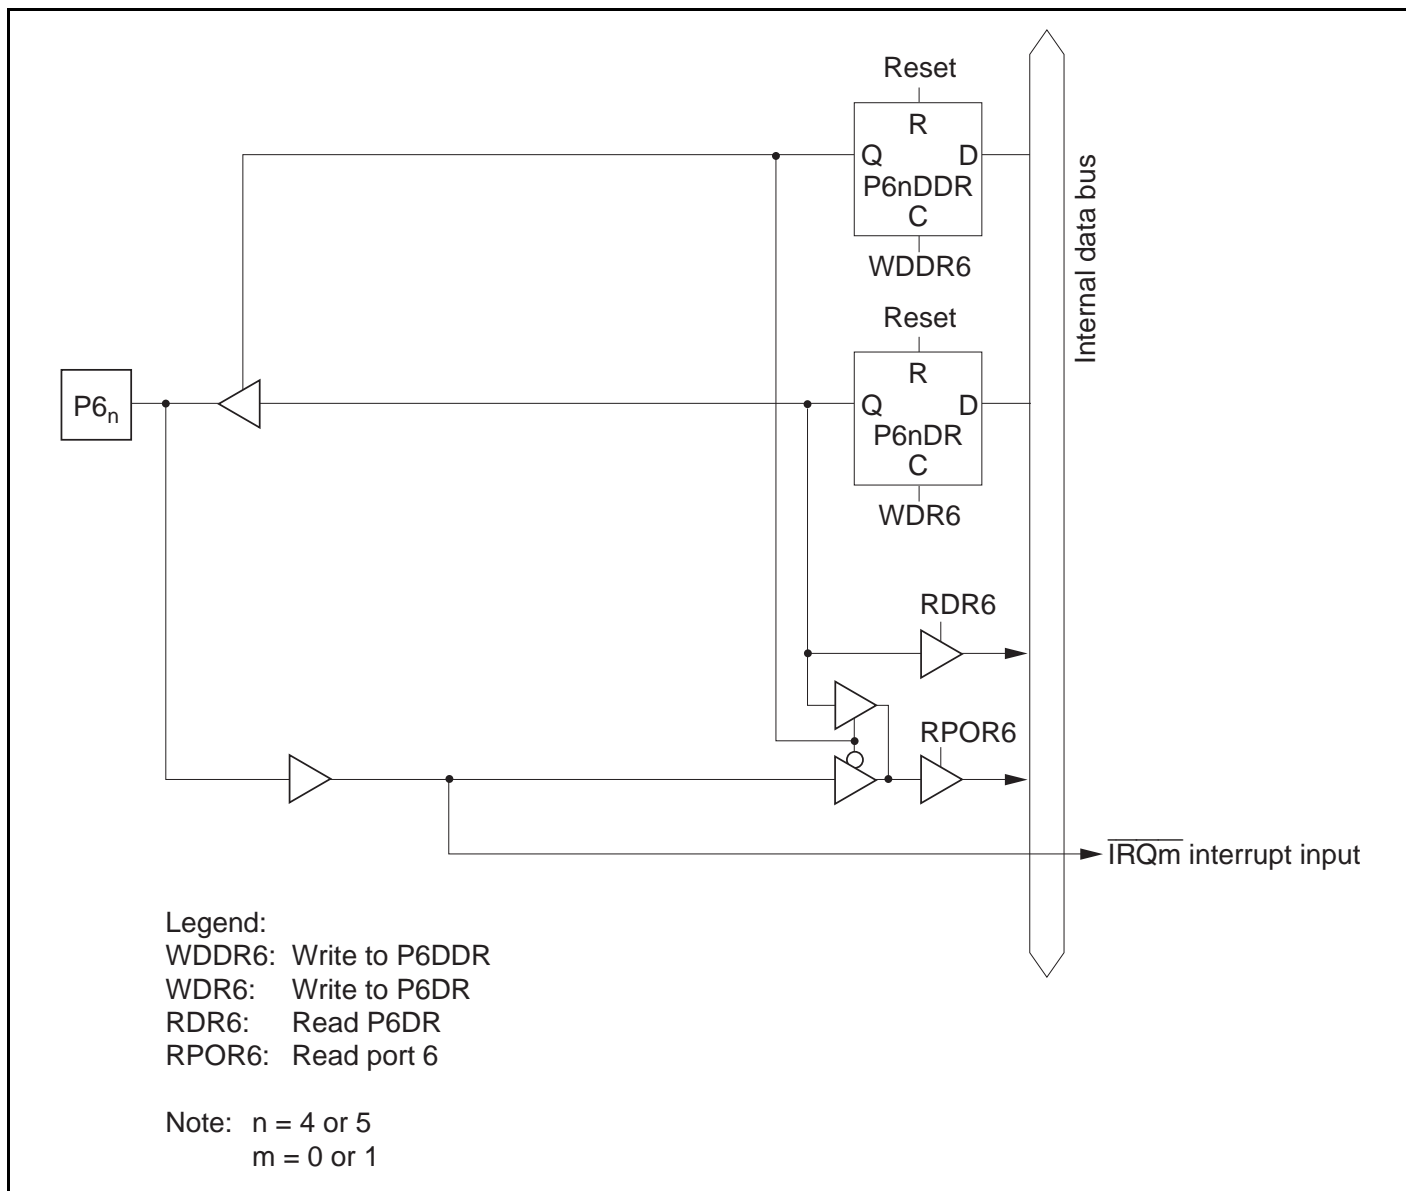 Reset
R
Q D
P6nDDR
C
WDDR6
Internal data bus
Reset
R
Q D
P6nDR
C
WDR6
P6n
RDR6
RPOR6
IRQm interrupt input
Legend:
WDDR6: Write to P6DDR
WDR6: Write to P6DR
RDR6: Read P6DR
RPOR6: Read port 6
Note: n = 4 or 5
m = 0 or 1